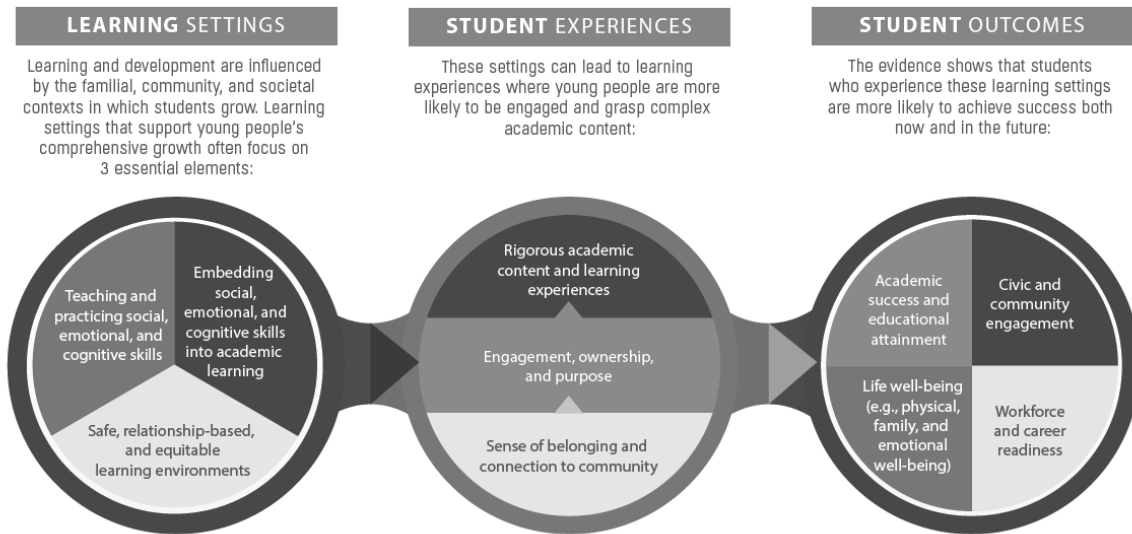 LEARNING SETTINGS
Learning and development are influenced
by the familial, community, and societal
contexts in which students grow. Learning
settings that support young people's
comprehensive growth often focus on
3 essential elements:
Teaching and
practicing social,
emotional, and
cognitive skills
Embedding
social,
emotional, and
cognitive skills
into academic
learning
Safe, relationship-based,
and equitable
learning environments
STUDENT EXPERIENCES
These settings can lead to learning
experiences where young people are more
likely to be engaged and grasp complex
academic content:
Rigorous academic
content and learning
experiences
Engagement, ownership,
and purpose
Sense of belonging and
connection to community
STUDENT OUTCOMES
The evidence shows that students
who experience these learning settings
are more likely to achieve success both
now and in the future:
Academic
success and
educational
attainment
Civic and
community
engagement
Life well-being
(e.g., physical,
family, and
emotional
well-being)
Workforce
and career
readiness